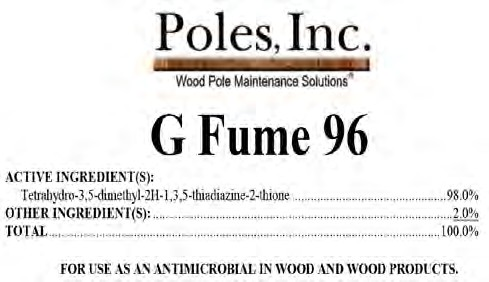 Poles, Inc.
Wood Pole Maintenance Solutions®
G Fume 96
ACTIVE INGREDIENT(S):
Tetrahydro-3,5-dimethyl-2H-1,3,5-thiadiazine-2-thione ........................................98.0%
OTHER INGREDIENT(S): ........................................2.0%
TOTAL ........................................100.0%
FOR USE AS AN ANTIMICROBIAL IN WOOD AND WOOD PRODUCTS.